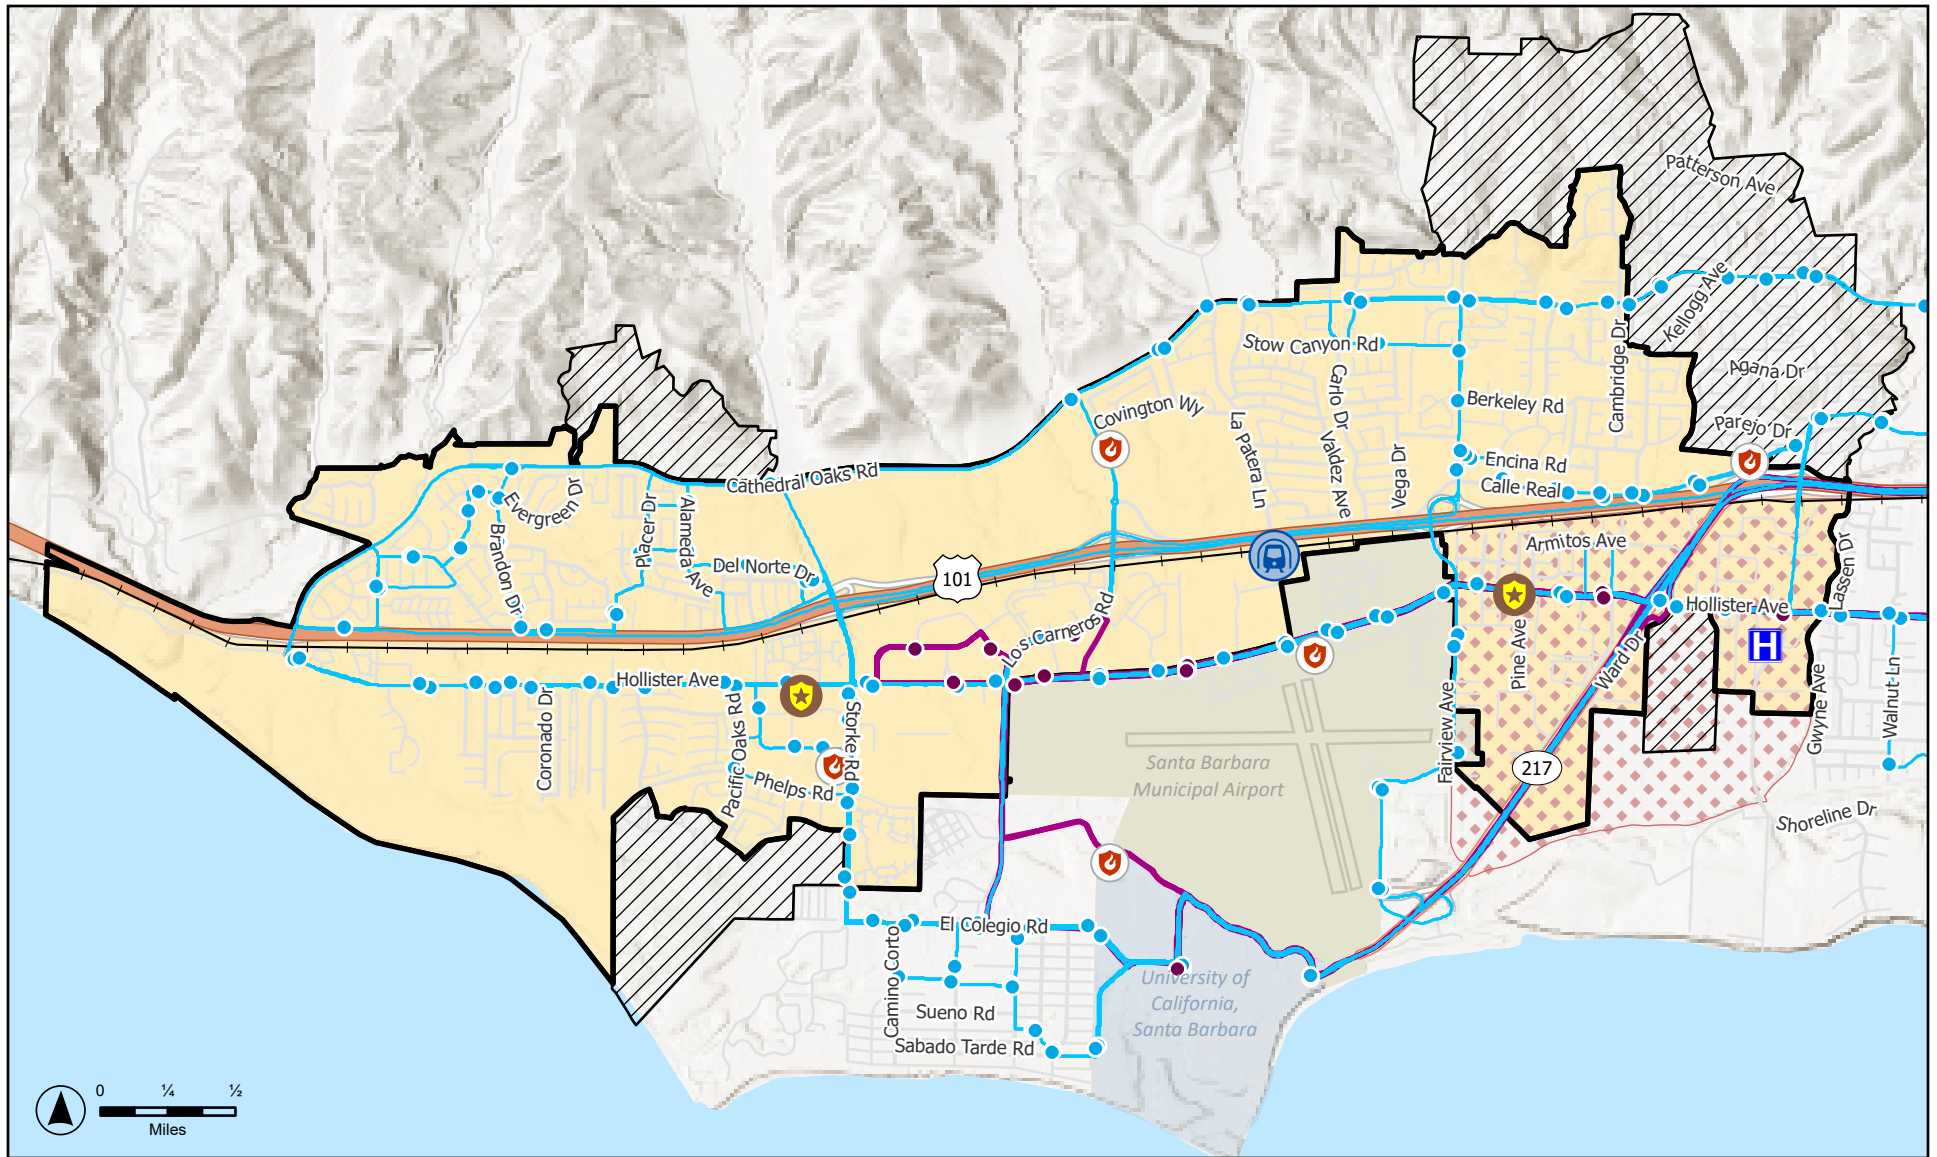 Patterson Ave
Kellogg Ave
Cambridge Dr
Stow Canyon Rd
Agana Dr
Carlo Dr
Berkeley Rd
Covington Wy
La Patera Ln
Parejo Dr
Valdez Ave
Vega Dr
Encina Rd
Calle Real
Cathedral Oaks Rd
Evergreen Dr
Placer Dr
Alameda Ave
Brandon Dr
Del Norte Dr
101
Armitos Ave
Lassen Dr
Hollister Ave
Los Carneros Rd
Pine Ave
Ward Dr
H
Hollister Ave
Coronado Dr
Pacific Oaks Rd
Storke Rd
Fairview Ave
Gwyne Ave
Walnut Ln
Phelps Rd
Santa Barbara
Municipal Airport
217
Shoreline Dr
El Colegio Rd
Camino Corto
University of
California,
Santa Barbara
Sueno Rd
Sabado Tarde Rd
0 ¼ ½
Miles